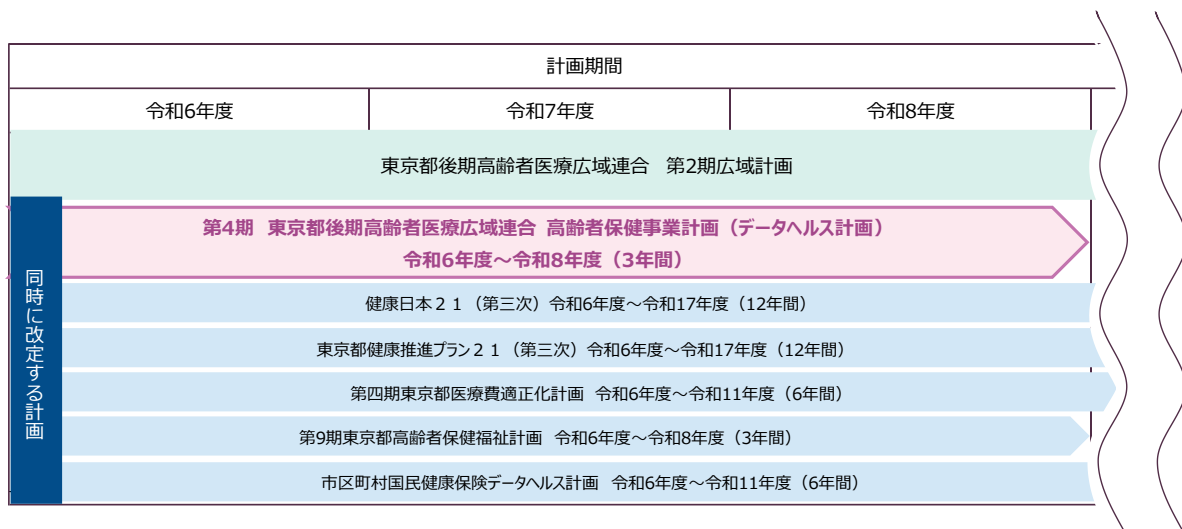 計画期間
令和6年度 令和7年度 令和8年度
東京都後期高齢者医療広域連合 第2期広域計画
同時に改定する計画
第4期 東京都後期高齢者医療広域連合 高齢者保健事業計画（データヘルス計画）
令和6年度～令和8年度（3年間）
健康日本２１（第三次）令和6年度～令和17年度（12年間）
東京都健康推進プラン２１（第三次）令和6年度～令和17年度（12年間）
第四期東京都医療費適正化計画 令和6年度～令和11年度（6年間）
第9期東京都高齢者保健福祉計画 令和6年度～令和8年度（3年間）
市区町村国民健康保険データヘルス計画 令和6年度～令和11年度（6年間）